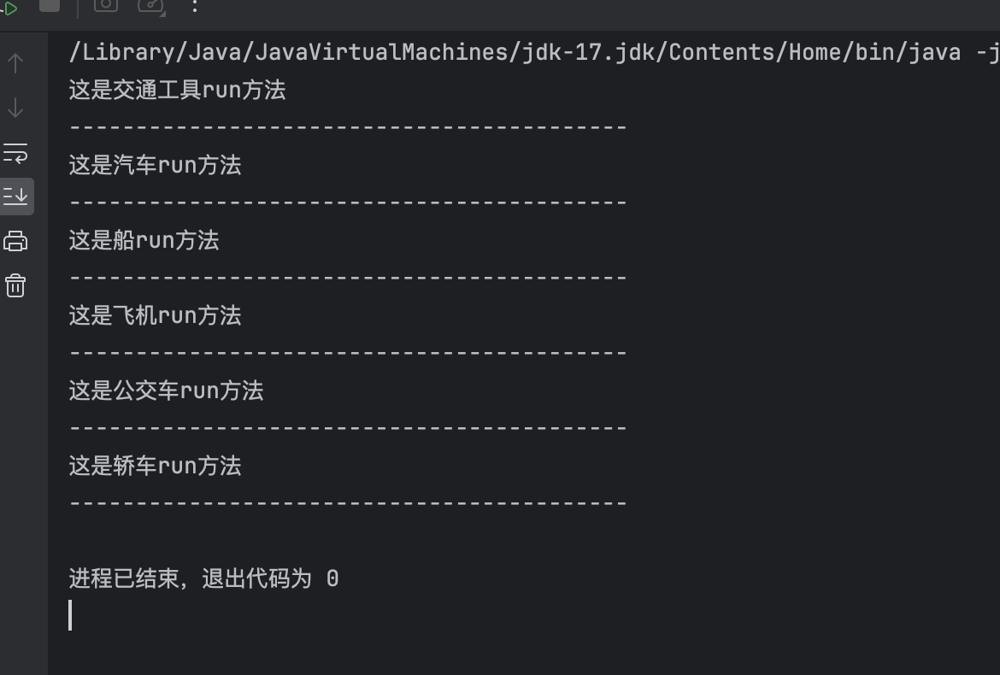 /Library/Java/JavaVirtualMachines/jdk-17.jdk/Contents/Home/bin/java -j
这是交通工具run方法
------------------------------------------
这是汽车run方法
------------------------------------------
这是船run方法
------------------------------------------
这是飞机run方法
------------------------------------------
这是公交车run方法
------------------------------------------
这是轿车run方法
------------------------------------------
进程已结束，退出代码为 0